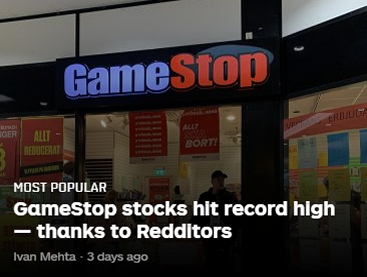 GameStop
ALLT
REDUCERAT
ALLT
BORT!
MOST POPULAR
GameStop stocks hit record high
— thanks to Redditors
Ivan Mehta · 3 days ago